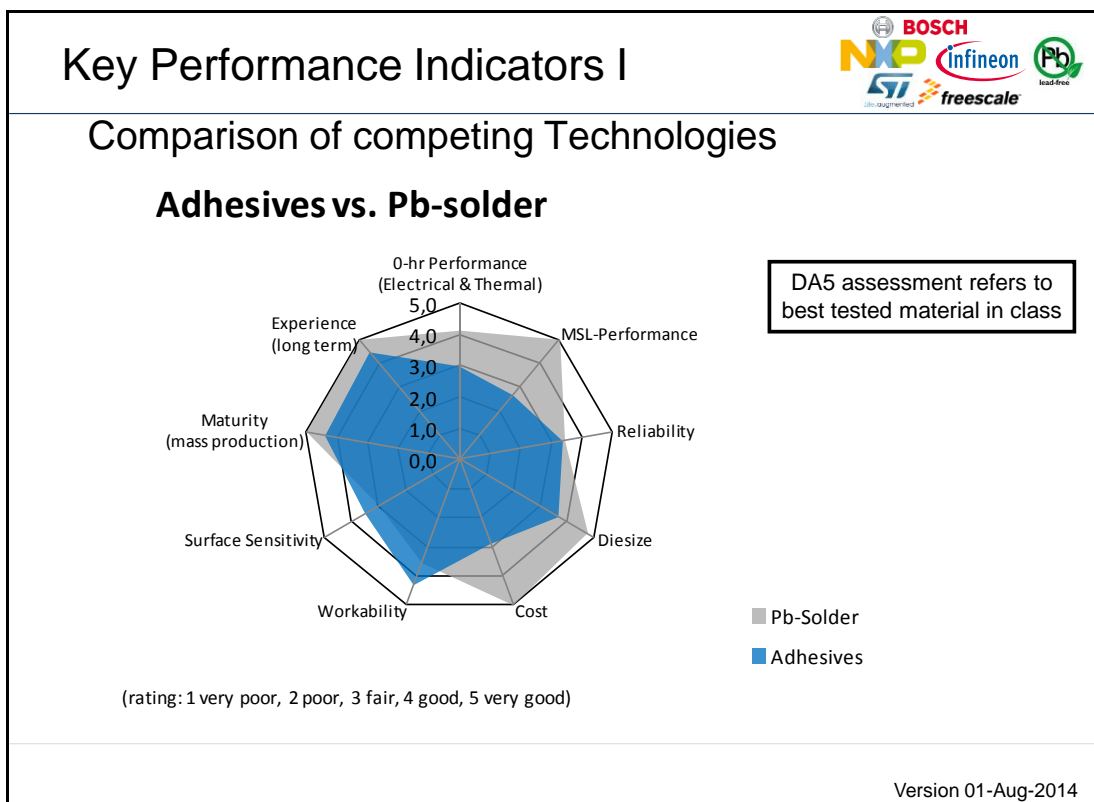 Key Performance Indicators I
BOSCH
NXP
infineon
Pb
lead-free
ST
life.augmented
freescale
Comparison of competing Technologies
Adhesives vs. Pb-solder
0-hr Performance
(Electrical & Thermal)
DA5 assessment refers to
best tested material in class
5,0
4,0
3,0
2,0
1,0
0,0
Experience
(long term)
MSL-Performance
Maturity
(mass production)
Reliability
Surface Sensitivity
Diesize
Workability
Cost
Pb-Solder
Adhesives
(rating: 1 very poor, 2 poor, 3 fair, 4 good, 5 very good)
Version 01-Aug-2014